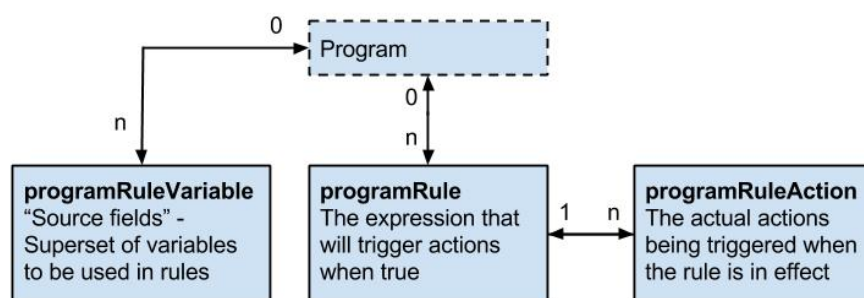 0
Program
0
n
n
programRuleVariable
“Source fields” -
Superset of variables
to be used in rules
programRule
The expression that
will trigger actions
when true
1
n
programRuleAction
The actual actions
being triggered when
the rule is in effect